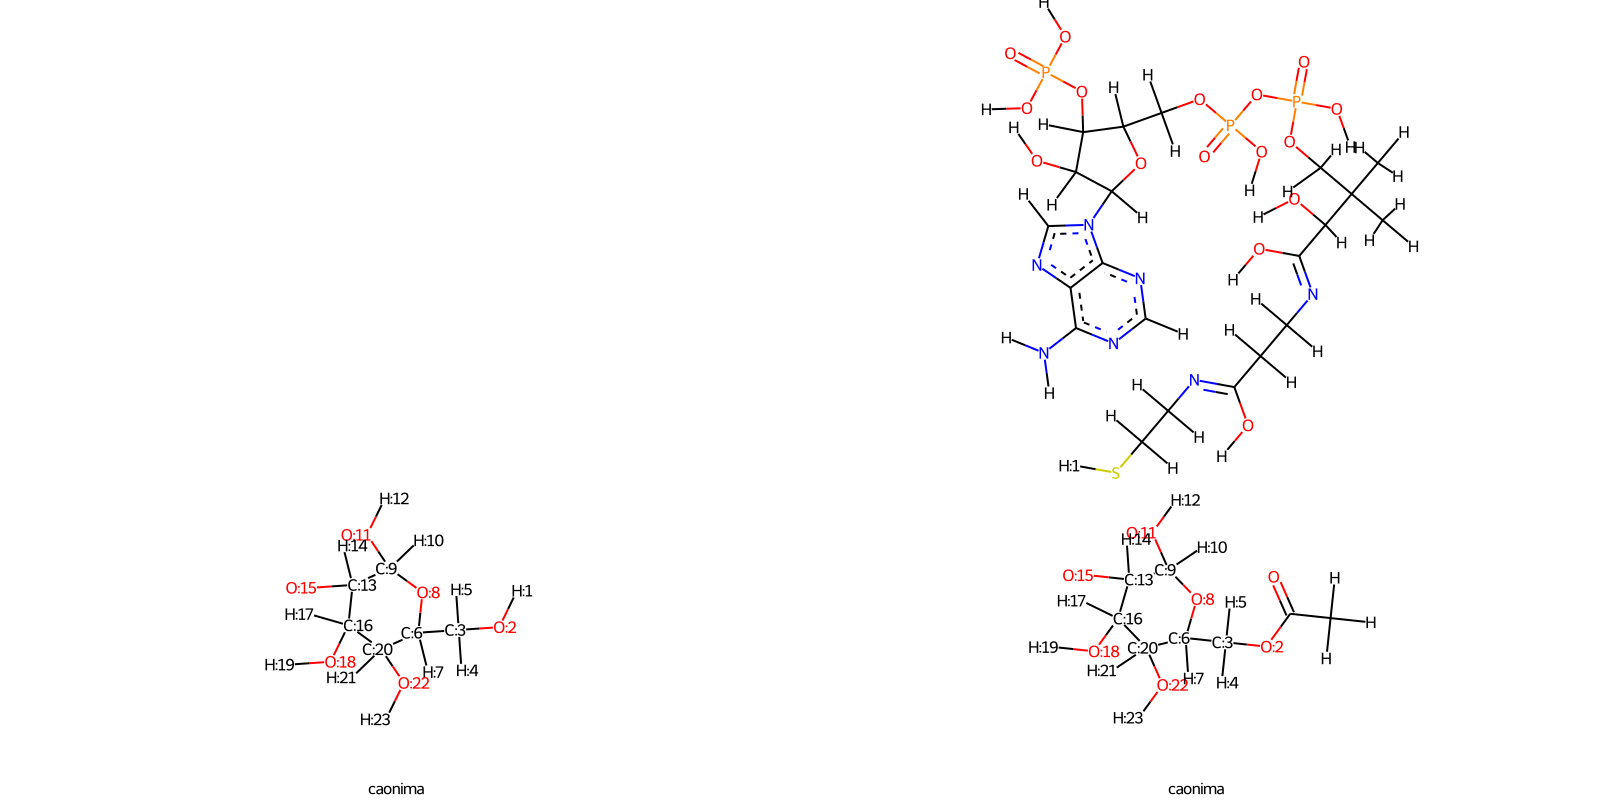 H
O
O O
P H
H O O O P
H O O
H H P H
H O O O H H H
O O H
H H H H O H
H H
N H H H
N O
N H N
H
H H H
N N H
H H N H
H O
H
H
H:1 S H
H:12
O:11
H:14 H:10
C:9
O:15 C:13 O:8 H:5 H:1
H:17 C:16 C:6 C:3 O:2
C:20
H:19 O:18 H:21 H:7 H:4
O:22
H:23
H:12
O:11
H:14 H:10
C:9
O:15 C:13 O H
H:17 O:8 H:5
C:16 H
H:19 O:18 C:20 C:6 C:3 O:2 H
H:21 H:7 H:4
O:22
H:23
caonima
caonima